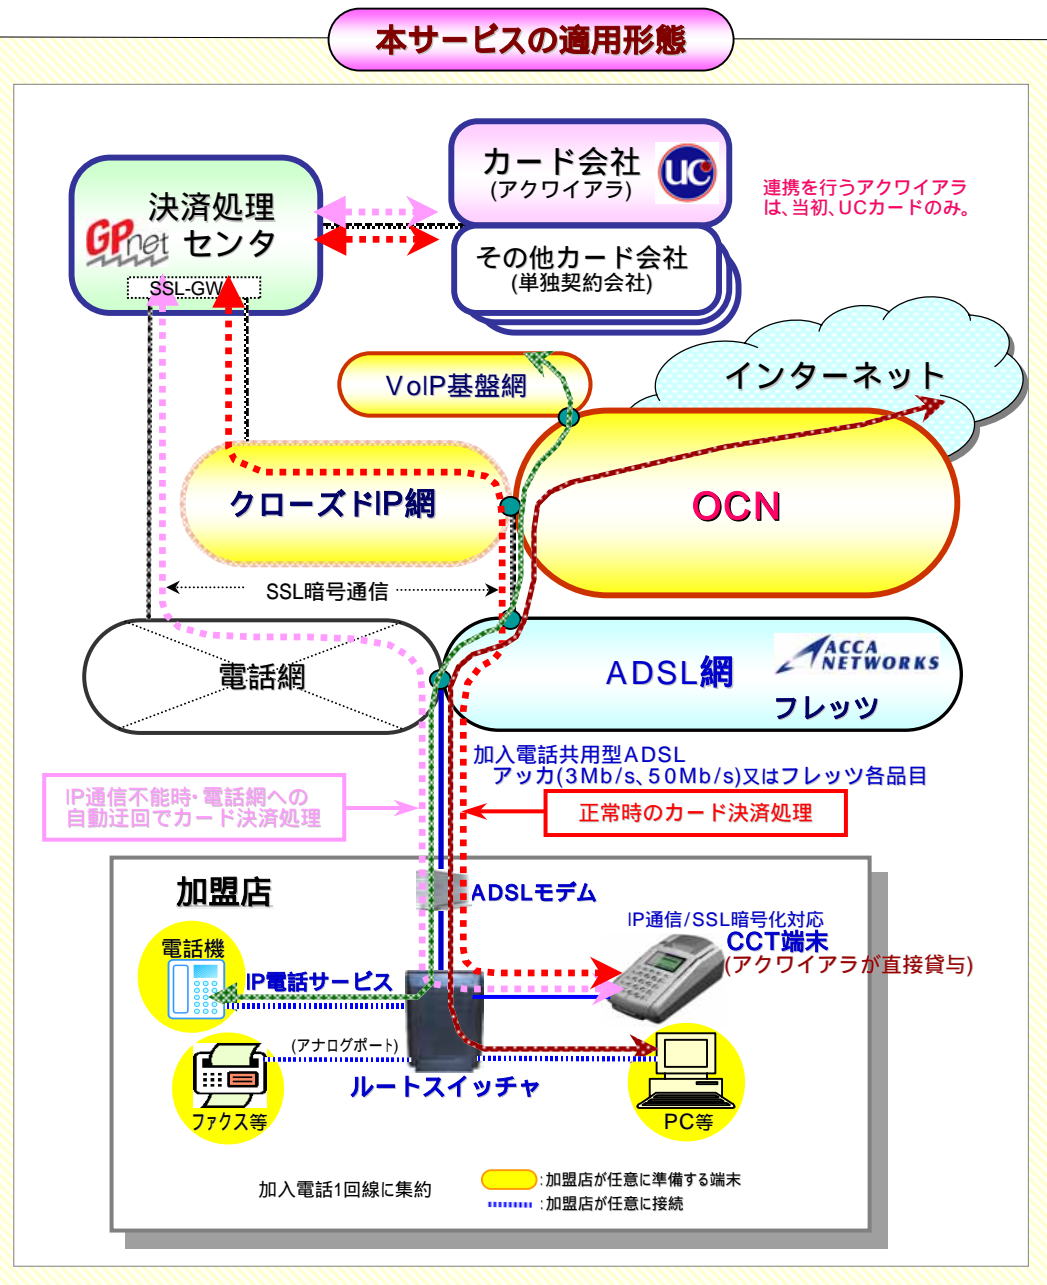 本サービスの適用形態
カード会社
(アクワイアラ)
UC
連携を行うアクワイアラ
は、当初、UCカードのみ。
決済処理
GPnet センタ
SSL-GW
その他カード会社
(単独契約会社)
インターネット
VoIP基盤網
クローズドIP網
OCN
SSL暗号通信
電話網
ADSL網
ACCA
NETWORKS
フレッツ
加入電話共用型ADSL
アッカ(3Mb/s、50Mb/s)又はフレッツ各品目
IP通信不能時・電話網への
自動迂回でカード決済処理
正常時のカード決済処理
加盟店
ADSLモデム
IP通信/SSL暗号化対応
CCT端末
(アクワイアラが直接貸与)
電話機
IP電話サービス
(アナログポート)
ルートスイッチャ
ファクス等
PC等
加入電話1回線に集約
:加盟店が任意に準備する端末
:加盟店が任意に接続